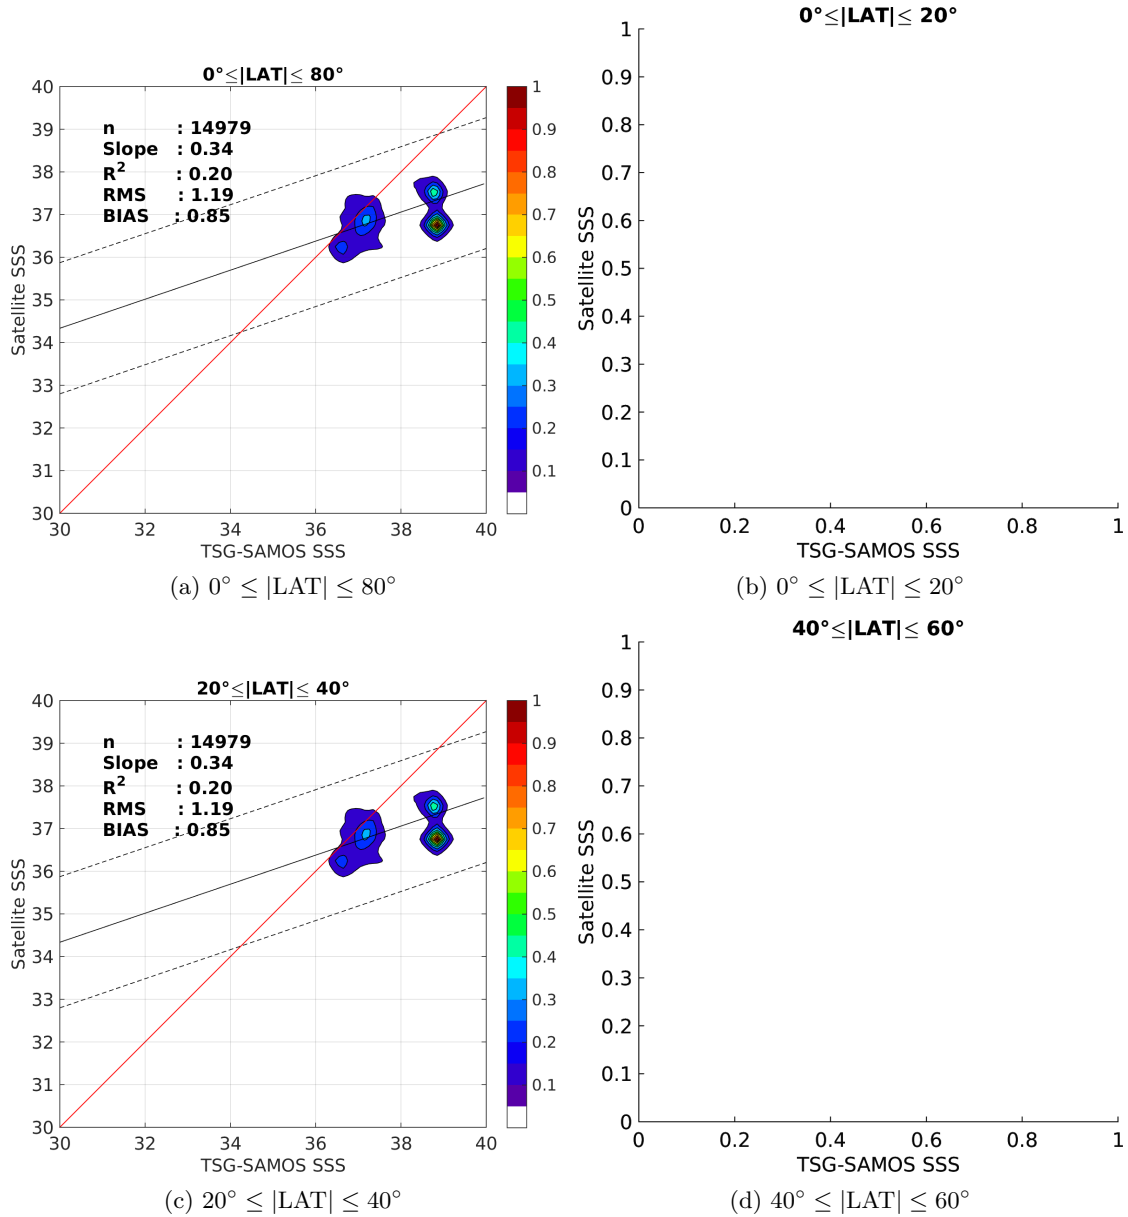 0°≤|LAT|≤ 80°
40
39
38
37
36
35
34
33
32
31
30
Satellite SSS
n : 14979
Slope : 0.34
R2 : 0.20
RMS : 1.19
BIAS : 0.85
1
0.9
0.8
0.7
0.6
0.5
0.4
0.3
0.2
0.1
30 32 34 36 38 40
TSG-SAMOS SSS
(a) 0° ≤ |LAT| ≤ 80°
0°≤|LAT|≤ 20°
1
0.9
0.8
0.7
0.6
0.5
0.4
0.3
0.2
0.1
0
Satellite SSS
0 0.2 0.4 0.6 0.8 1
TSG-SAMOS SSS
(b) 0° ≤ |LAT| ≤ 20°
20°≤|LAT|≤ 40°
40
39
38
37
36
35
34
33
32
31
30
Satellite SSS
n : 14979
Slope : 0.34
R2 : 0.20
RMS : 1.19
BIAS : 0.85
1
0.9
0.8
0.7
0.6
0.5
0.4
0.3
0.2
0.1
30 32 34 36 38 40
TSG-SAMOS SSS
(c) 20° ≤ |LAT| ≤ 40°
40°≤|LAT|≤ 60°
1
0.9
0.8
0.7
0.6
0.5
0.4
0.3
0.2
0.1
0
Satellite SSS
0 0.2 0.4 0.6 0.8 1
TSG-SAMOS SSS
(d) 40° ≤ |LAT| ≤ 60°